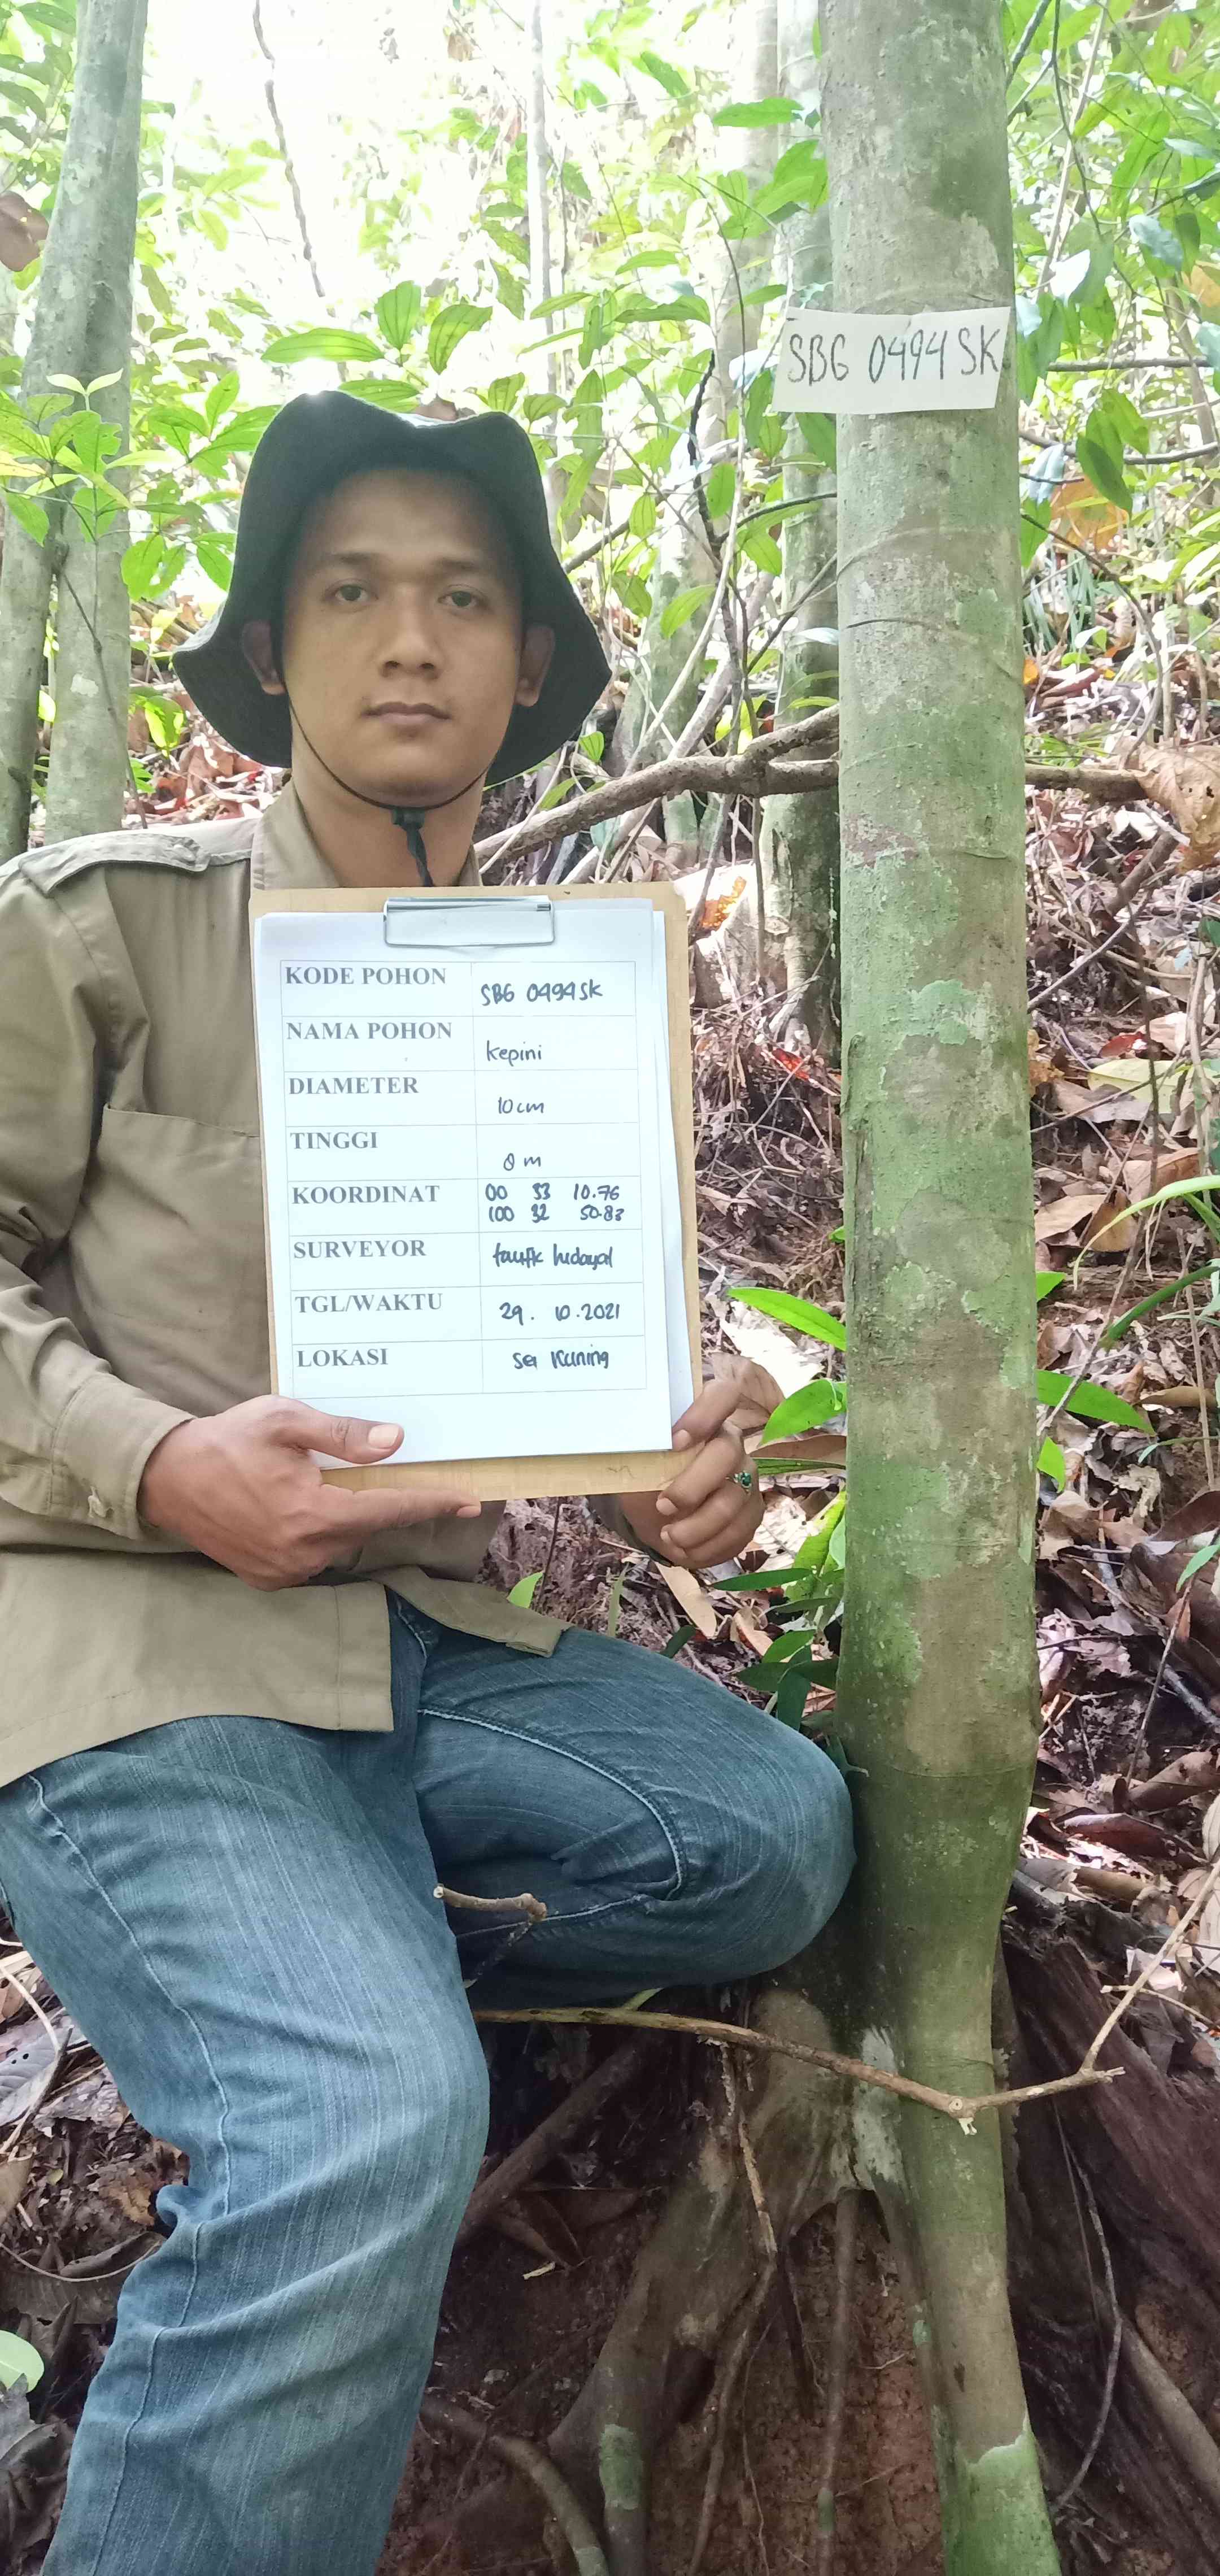 SBG 0494 SK
KODE POHON SBG 0494 SK
NAMA POHON kepini
DIAMETER 10 cm
TINGGI 8 m
KOORDINAT 00 53 10.76
100 32 50.83
SURVEYOR taufik hidayat
TGL/WAKTU 29. 10.2021
LOKASI sei kuning